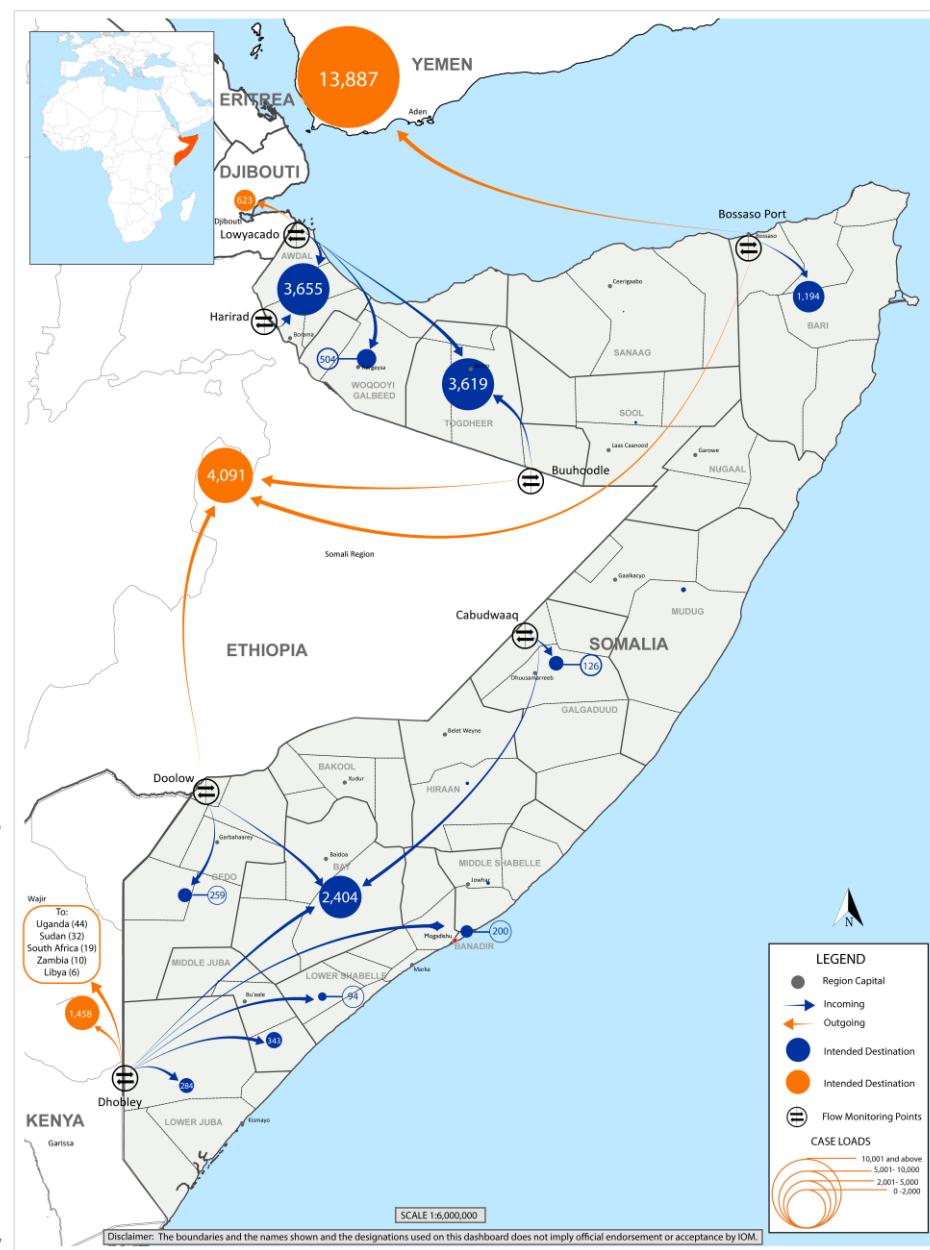 YEMEN
13,887
ERITREA
Aden
DJIBOUTI
623
Djibouti
Lowyacado
Bossaso Port
Bossaso
AWDAL
3,655
Ceerigaabo
1,194
Harirad
Borama
BARI
504
Hargeysa
SANAAG
WOQOOYI
GALBEED
3,619
SOOL
TOGDHEER
Laas Caanood
Garowe
NUGAAL
4,091
Buuhoodle
Somali Region
Gaalkacyo
Cabudwaaq
MUDUG
ETHIOPIA
SOMALIA
126
Dhuusamarreeb
GALGADUUD
Belet Weyne
Doolow
BAKOOL
Xudur
HIRAAN
Garbahaarey
Baidoa
BAY
MIDDLE SHABELLE
GEDO
259
2,404
Jowhar
Wajir
To:
Uganda (44)
Sudan (32)
South Africa (19)
Zambia (10)
Libya (6)
200
Mogadishu
BANADIR
MIDDLE JUBA
LOWER SHABELLE
Marka
Bu'aale
94
1,458
343
284
Dhobley
KENYA
LOWER JUBA
Kismayo
Garissa
N
LEGEND
Region Capital
Incoming
Outgoing
Intended Destination
Intended Destination
Flow Monitoring Points
CASE LOADS
10,001 and above
5,001- 10,000
2,001- 5,000
0 -2,000
SCALE 1:6,000,000
Disclaimer: The boundaries and the names shown and the designations used on this dashboard does not imply official endorsement or acceptance by IOM.